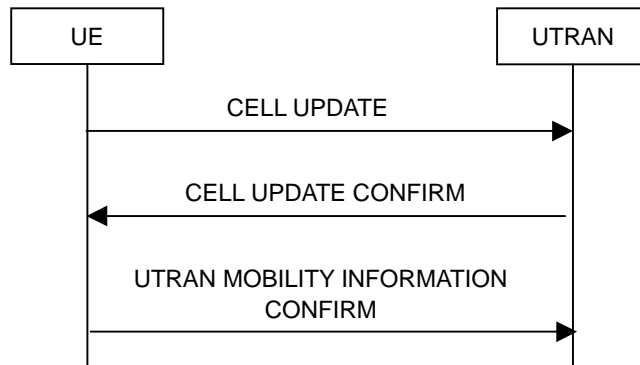 UE
UTRAN
CELL UPDATE
CELL UPDATE CONFIRM
UTRAN MOBILITY INFORMATION
CONFIRM